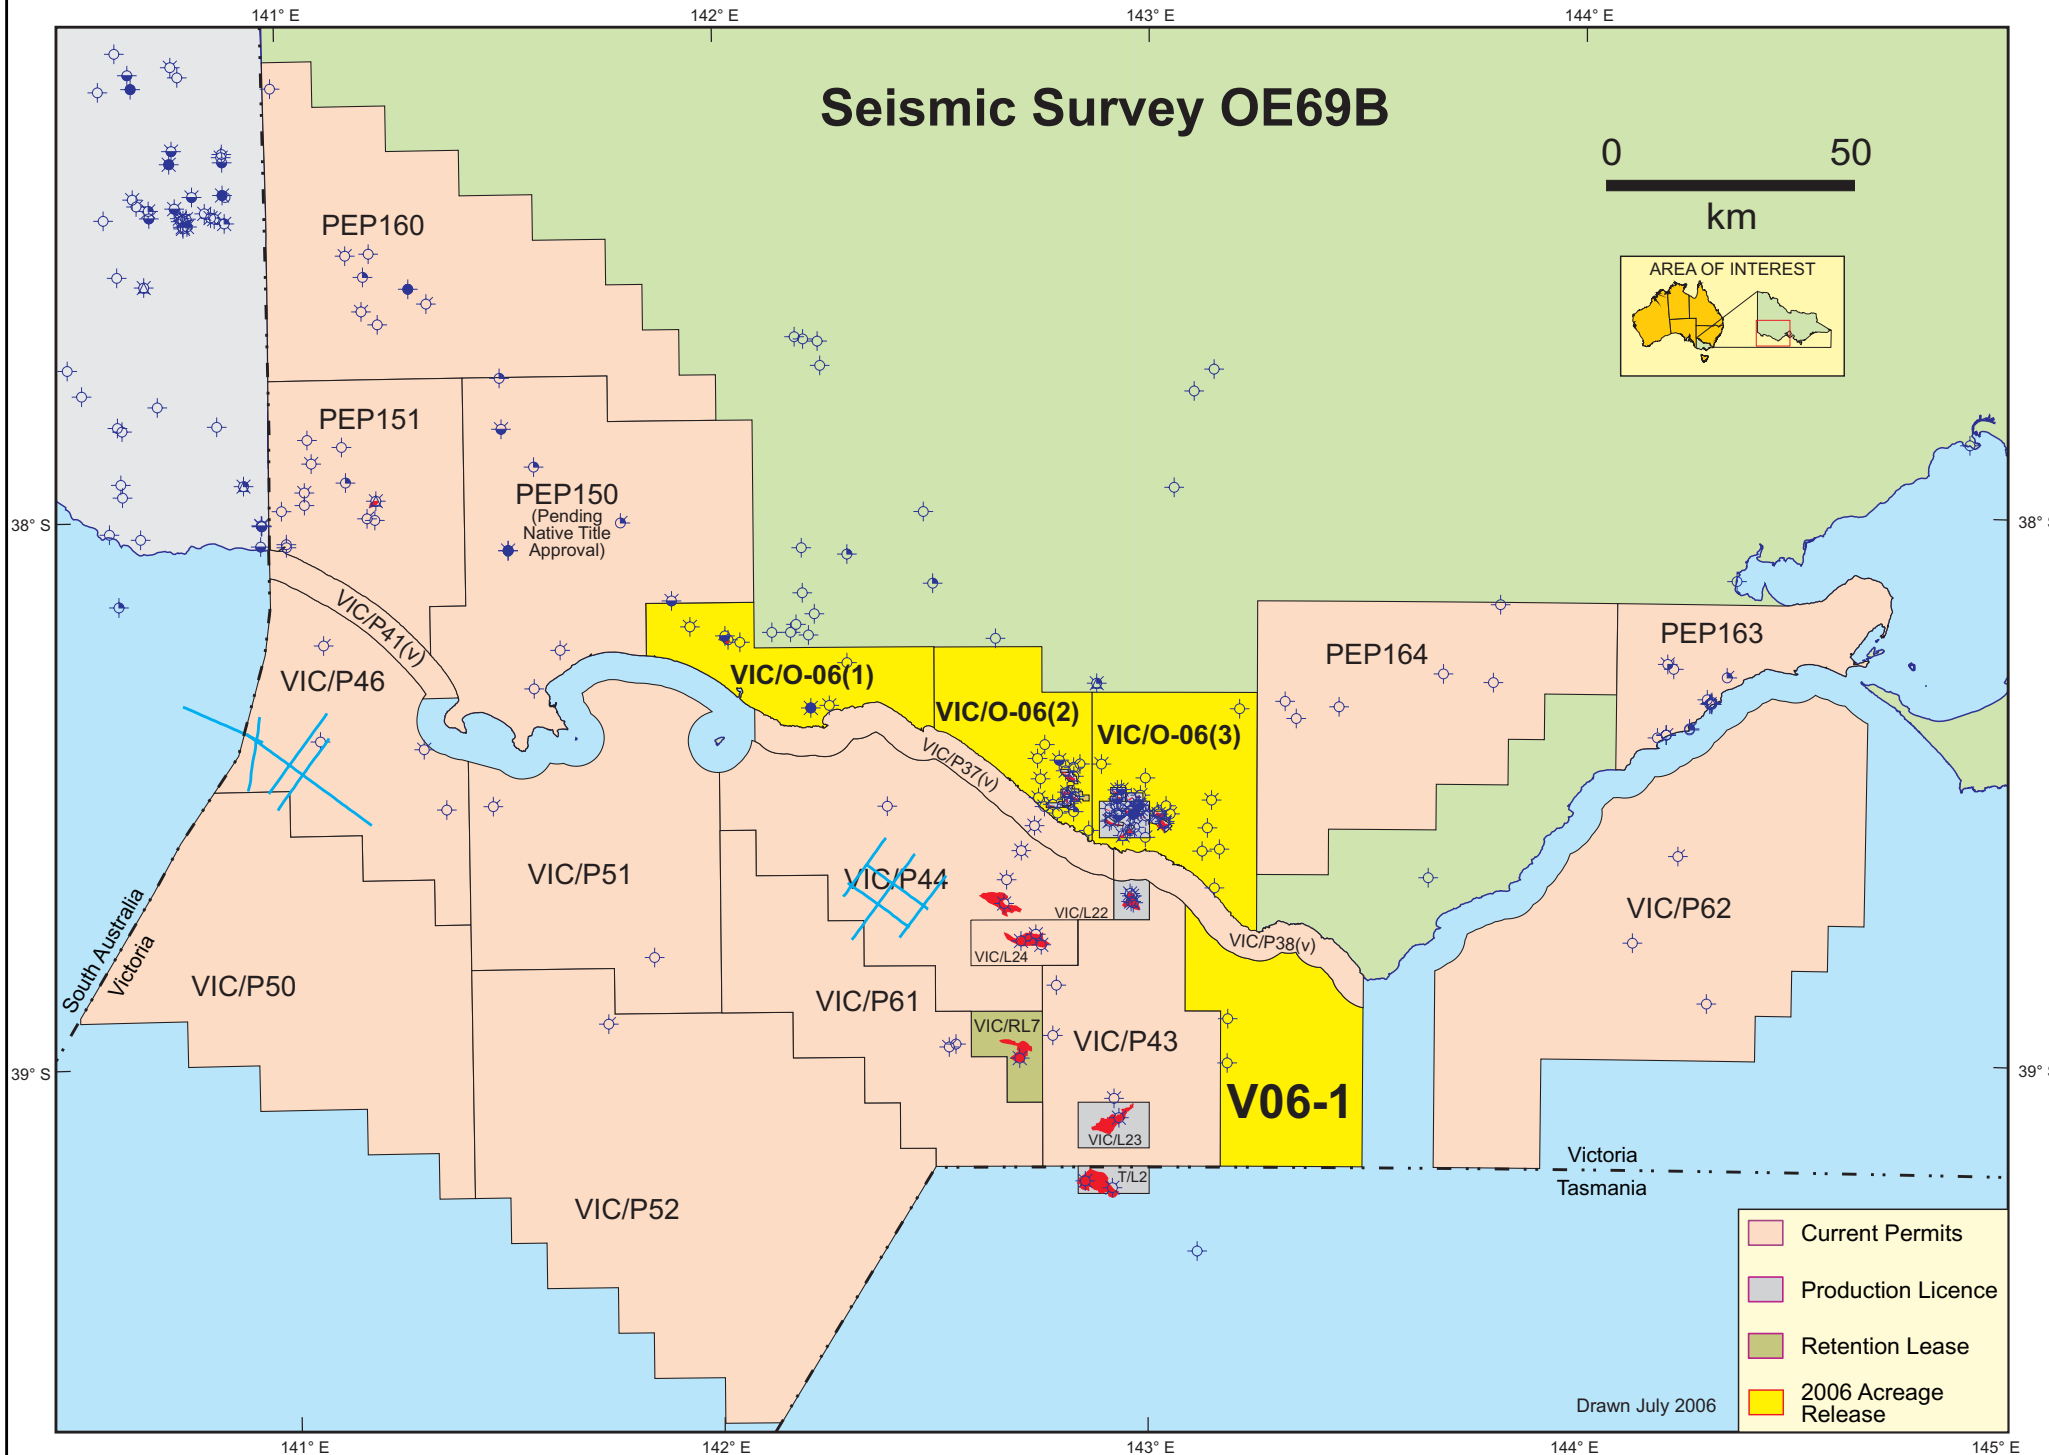 141° E
142° E
143° E
144° E
Seismic Survey OE69B
0
50
km
AREA OF INTEREST
PEP160
PEP151
PEP150
(Pending
Native Title
Approval)
38° S
38° S
VIC/P41(v)
VIC/P46
VIC/O-06(1)
VIC/O-06(2)
VIC/O-06(3)
PEP164
PEP163
VIC/P37(v)
VIC/P51
VIC/P44
VIC/L22
VIC/P62
VIC/P38(v)
VIC/L24
South Australia
Victoria
VIC/P50
VIC/P61
VIC/RL7
VIC/P43
39° S
39° S
V06-1
VIC/L23
T/L2
Victoria
Tasmania
VIC/P52
Current Permits
Production Licence
Retention Lease
2006 Acreage
Release
Drawn July 2006
141° E
142° E
143° E
144° E
145° E